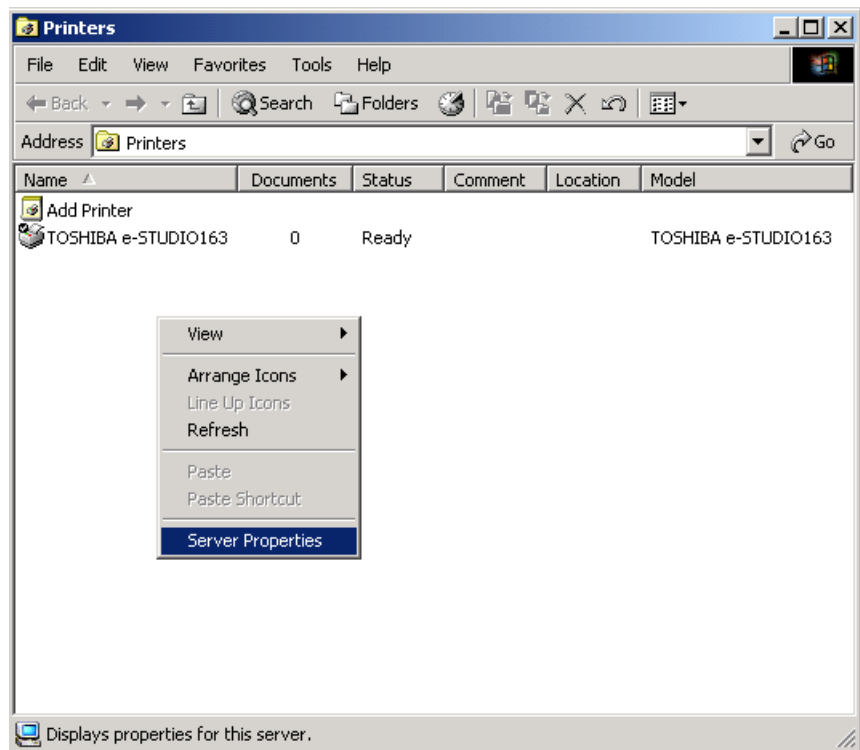 Printers
File Edit View Favorites Tools Help
Back Search Folders
Address Printers Go
Name Documents Status Comment Location Model
Add Printer
TOSHIBA e-STUDIO163 0 Ready TOSHIBA e-STUDIO163
View
Arrange Icons
Line Up Icons
Refresh
Paste
Paste Shortcut
Server Properties
Displays properties for this server.